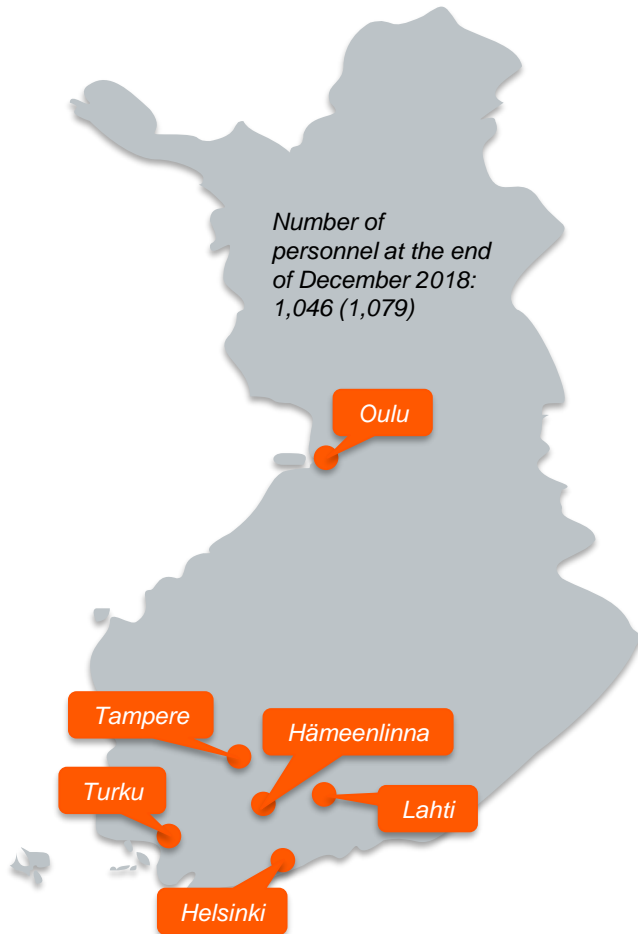 Number of
personnel at the end
of December 2018:
1,046 (1,079)
Oulu
Tampere
Hämeenlinna
Turku
Lahti
Helsinki